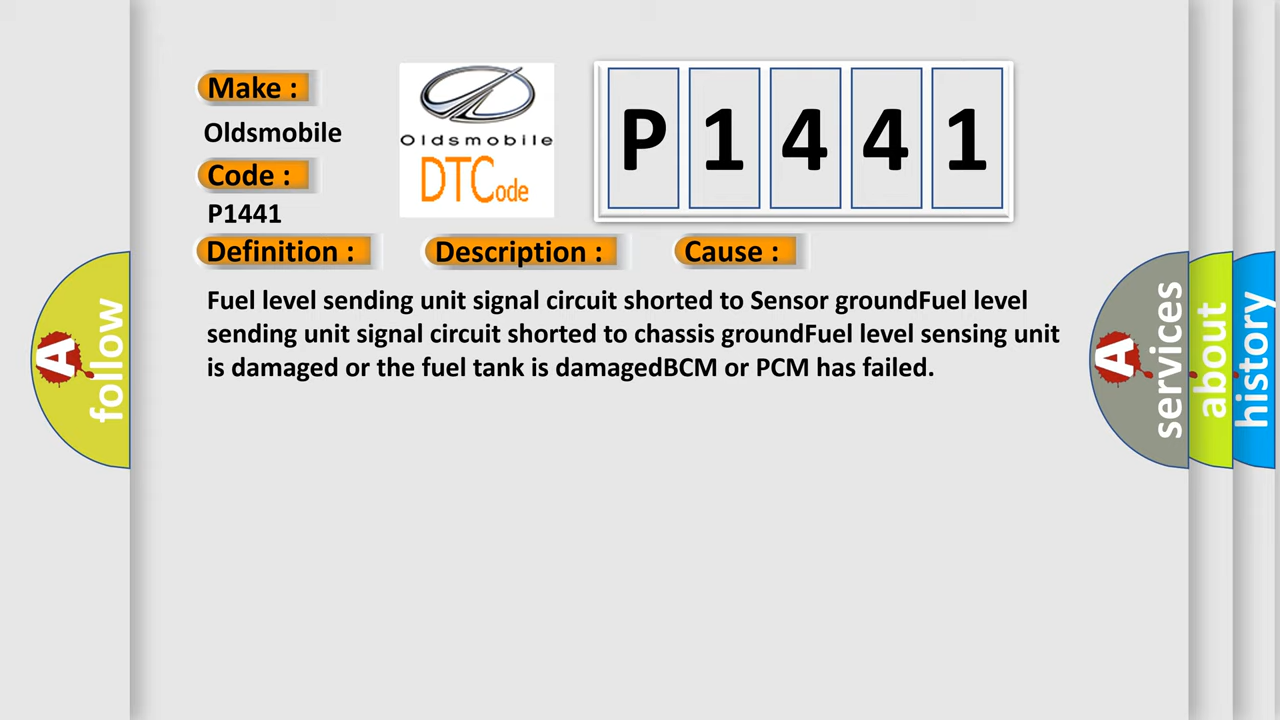 Make :
Oldsmobile
Code :
P1441
Oldsmobile
DTCode
P 1 4 4 1
Definition :
Description :
Cause :
Fuel level sending unit signal circuit shorted to Sensor groundFuel level
sending unit signal circuit shorted to chassis groundFuel level sensing unit
is damaged or the fuel tank is damagedBCM or PCM has failed.
A
follow
A
services
about
history